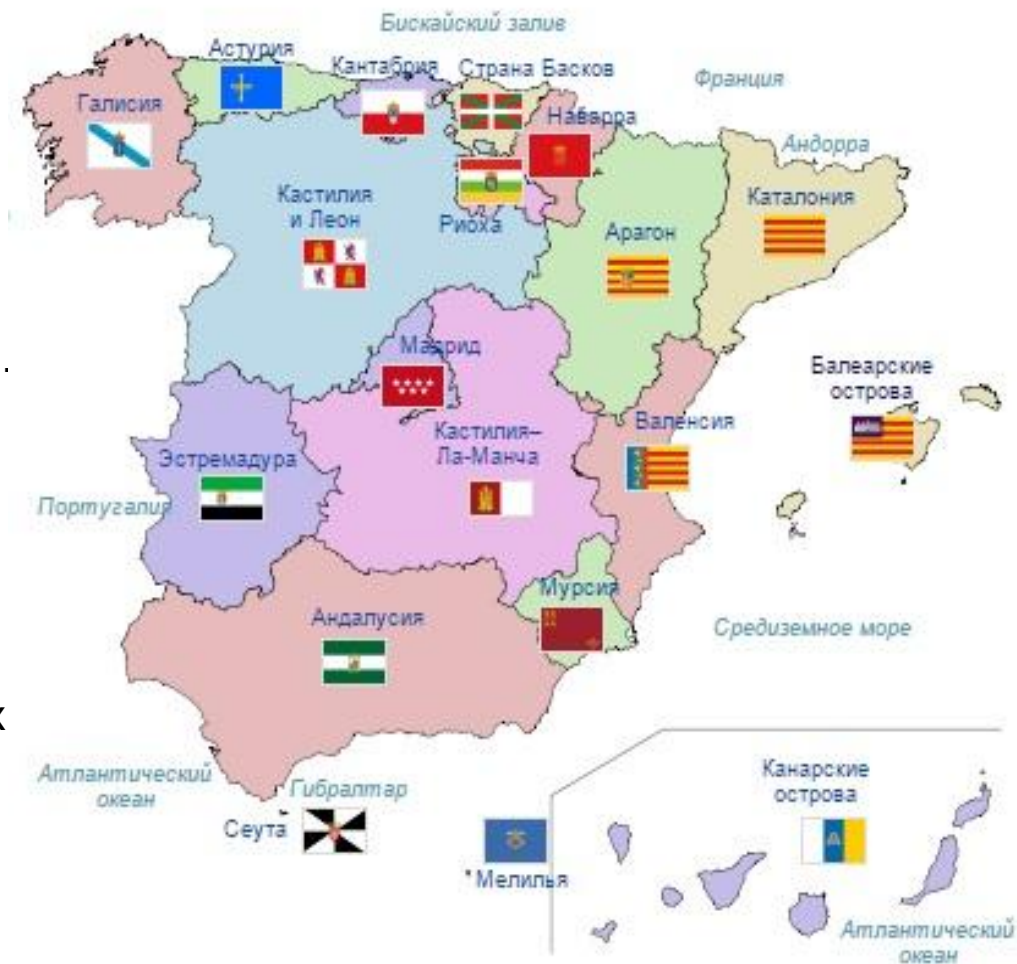 Бискайский залив
Астурия
Кантабрия
Страна Басков
Франция
Галисия
Наварра
Андорра
Кастилия
и Леон
Риоха
Арагон
Каталония
Мадрид
Балеарские
острова
Кастилия–
Ла-Манча
Валенсия
Эстремадура
Португалия
Мурсия
Андалусия
Средиземное море
х
Атлантический
океан
Гибралтар
Сеута
Мелилья
Канарские
острова
Атлантический
океан